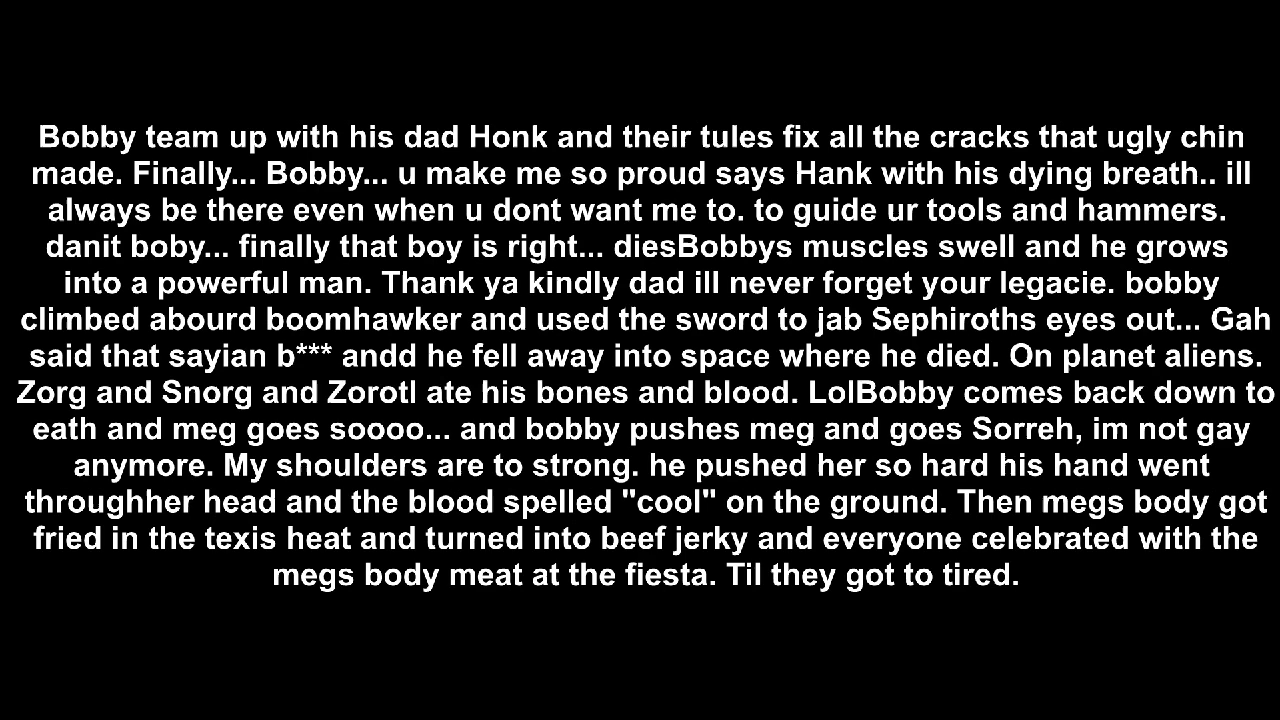 Bobby team up with his dad Honk and their tules fix all the cracks that ugly chin
made. Finally... Bobby... u make me so proud says Hank with his dying breath.. ill
always be there even when u dont want me to. to guide ur tools and hammers.
danit boby... finally that boy is right... diesBobbys muscles swell and he grows
into a powerful man. Thank ya kindly dad ill never forget your legacie. bobby
climbed abourd boomhawker and used the sword to jab Sephiroths eyes out... Gah
said that sayian b*** andd he fell away into space where he died. On planet aliens.
Zorg and Snorg and Zorotl ate his bones and blood. LolBobby comes back down to
eath and meg goes soooo... and bobby pushes meg and goes Sorreh, im not gay
anymore. My shoulders are to strong. he pushed her so hard his hand went
throughher head and the blood spelled "cool" on the ground. Then megs body got
fried in the texis heat and turned into beef jerky and everyone celebrated with the
megs body meat at the fiesta. Til they got to tired.